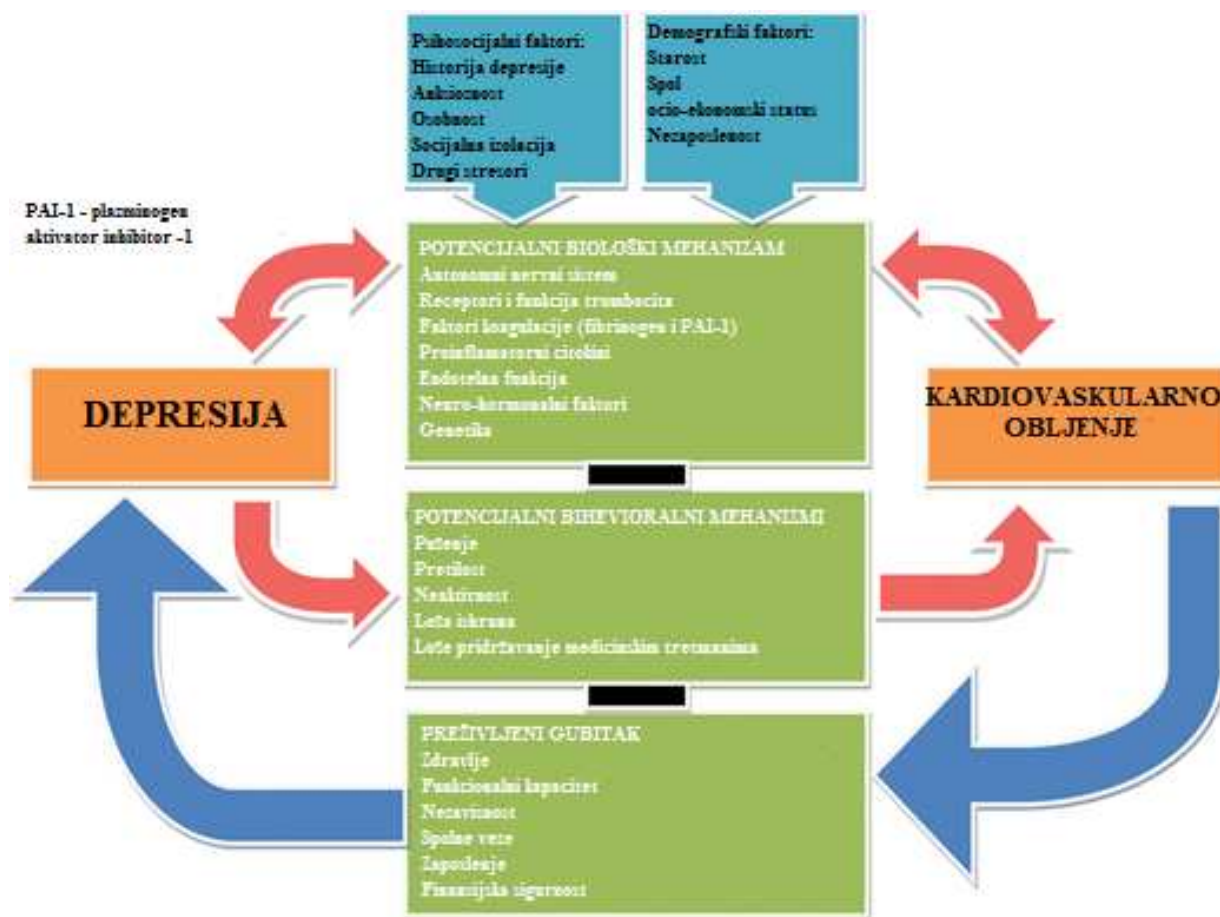 Psihosocijalni faktori:
Historija depresije
Anksioznost
Osobnost
Socijalna izolacija
Drugi stresori
Demografski faktori:
Starost
Spol
ocio-ekonomski status
Nezaposlenost
PAI-1 - plazminogen
aktivator inhibitor -1
POTENCIJALNI BIOLOŠKI MEHANIZAM
Autonomni nervni sistem
Receptori i funkcija trombocita
Faktori koagulacije (fibrinogen i PAI-1)
Proinflamatorni citokini
Endotelna funkcija
Neuro-hormonalni faktori
Genetika
DEPRESIJA
KARDIOVASKULARNO
OBLJENJE
POTENCIJALNI BIHEVIORALNI MEHANIZMI
Pušenje
Pretilost
Neaktivnost
Loša ishrana
Loše pridržavanje medicinskim tretmanima
PREŽIVLJENI GUBITAK
Zdravlje
Funkcionalni kapacitet
Nezavisnost
Spolne veze
Zaposlenje
Finansijska sigurnost